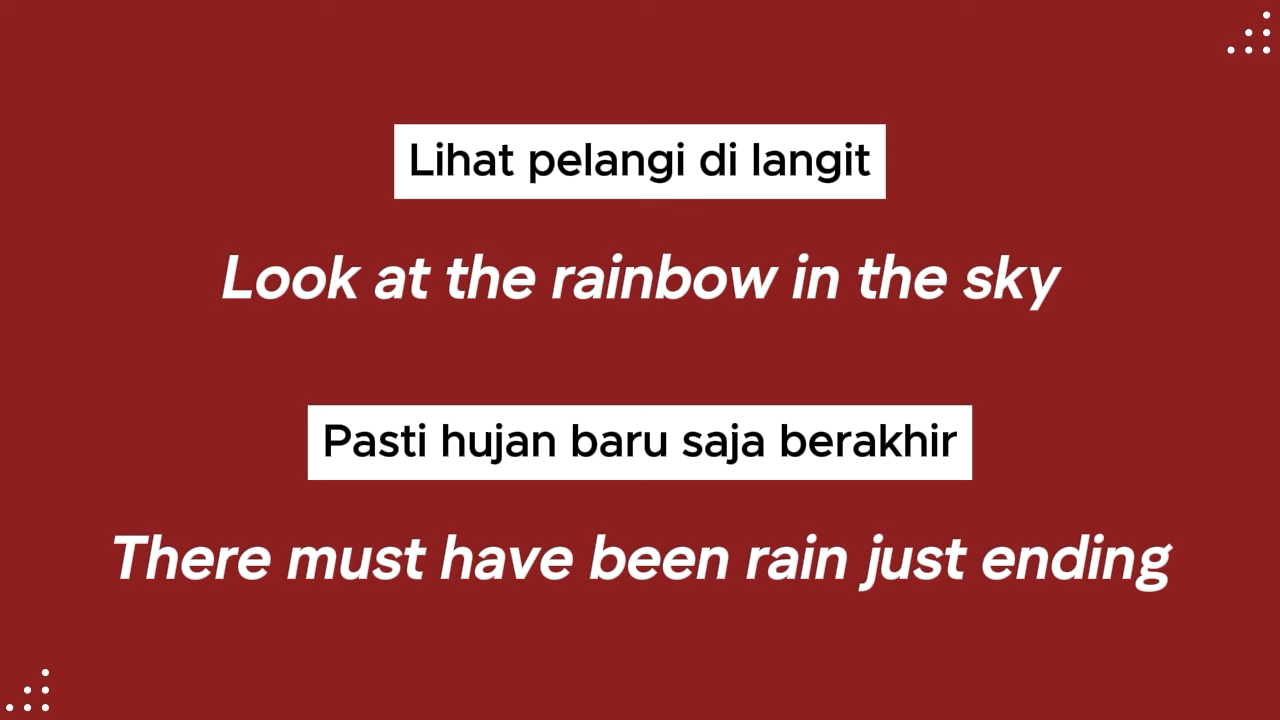 Lihat pelangi di langit
Look at the rainbow in the sky
Pasti hujan baru saja berakhir
There must have been rain just ending